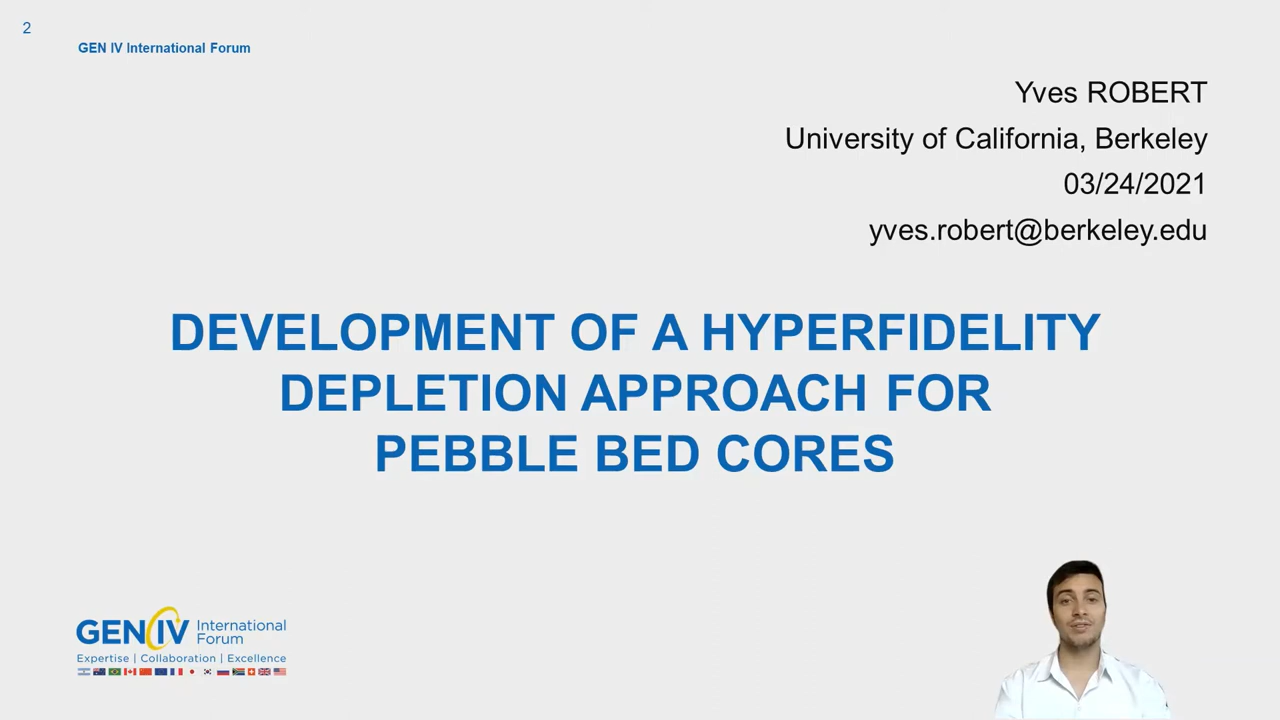 2
GEN IV International Forum
Yves ROBERT
University of California, Berkeley
03/24/2021
yves.robert@berkeley.edu
DEVELOPMENT OF A HYPERFIDELITY
DEPLETION APPROACH FOR
PEBBLE BED CORES
GEN IV International
Forum
Expertise | Collaboration | Excellence